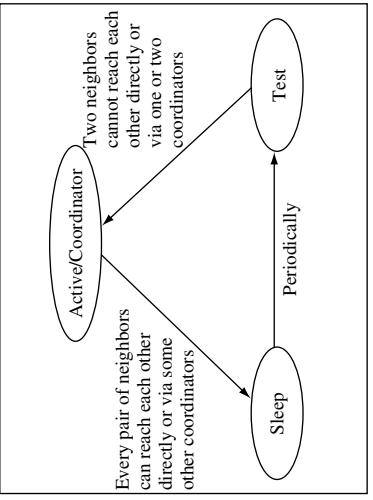 Active/Coordinator
Every pair of neighbors
can reach each other
directly or via some
other coordinators
Two neighbors
cannot reach each
other directly or
via one or two
coordinators
Sleep
Periodically
Test